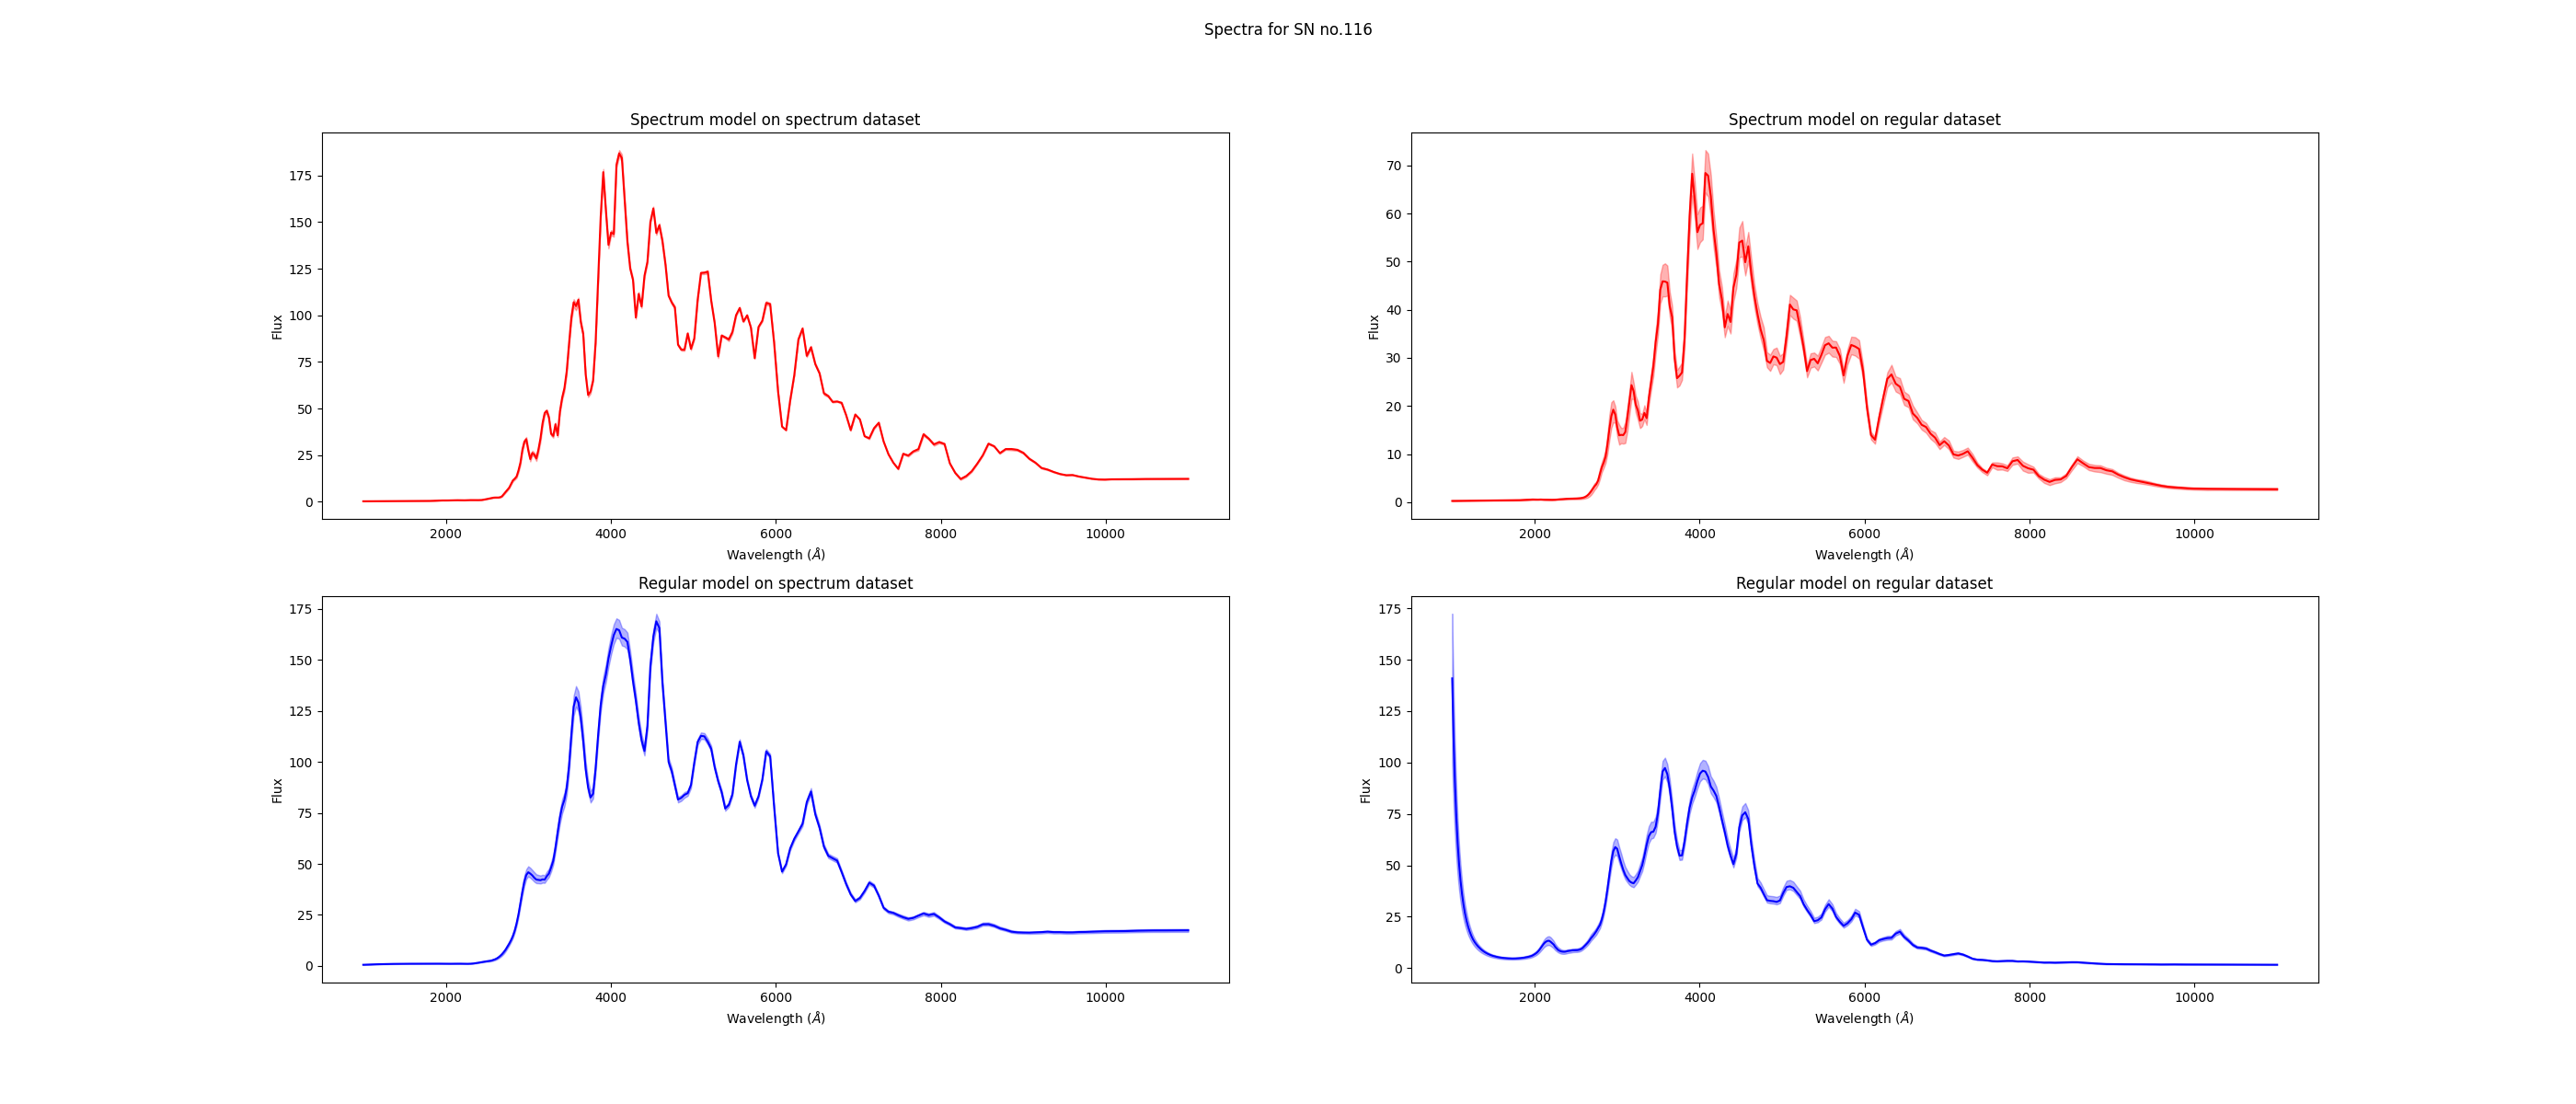 Spectra for SN no.116
Spectrum model on spectrum dataset
175
150
125
100
75
50
25
0
Flux
2000 4000 6000 8000 10000
Wavelength (Å)
Spectrum model on regular dataset
70
60
50
40
30
20
10
0
Flux
2000 4000 6000 8000 10000
Wavelength (Å)
Regular model on spectrum dataset
175
150
125
100
75
50
25
0
Flux
2000 4000 6000 8000 10000
Wavelength (Å)
Regular model on regular dataset
175
150
125
100
75
50
25
0
Flux
2000 4000 6000 8000 10000
Wavelength (Å)